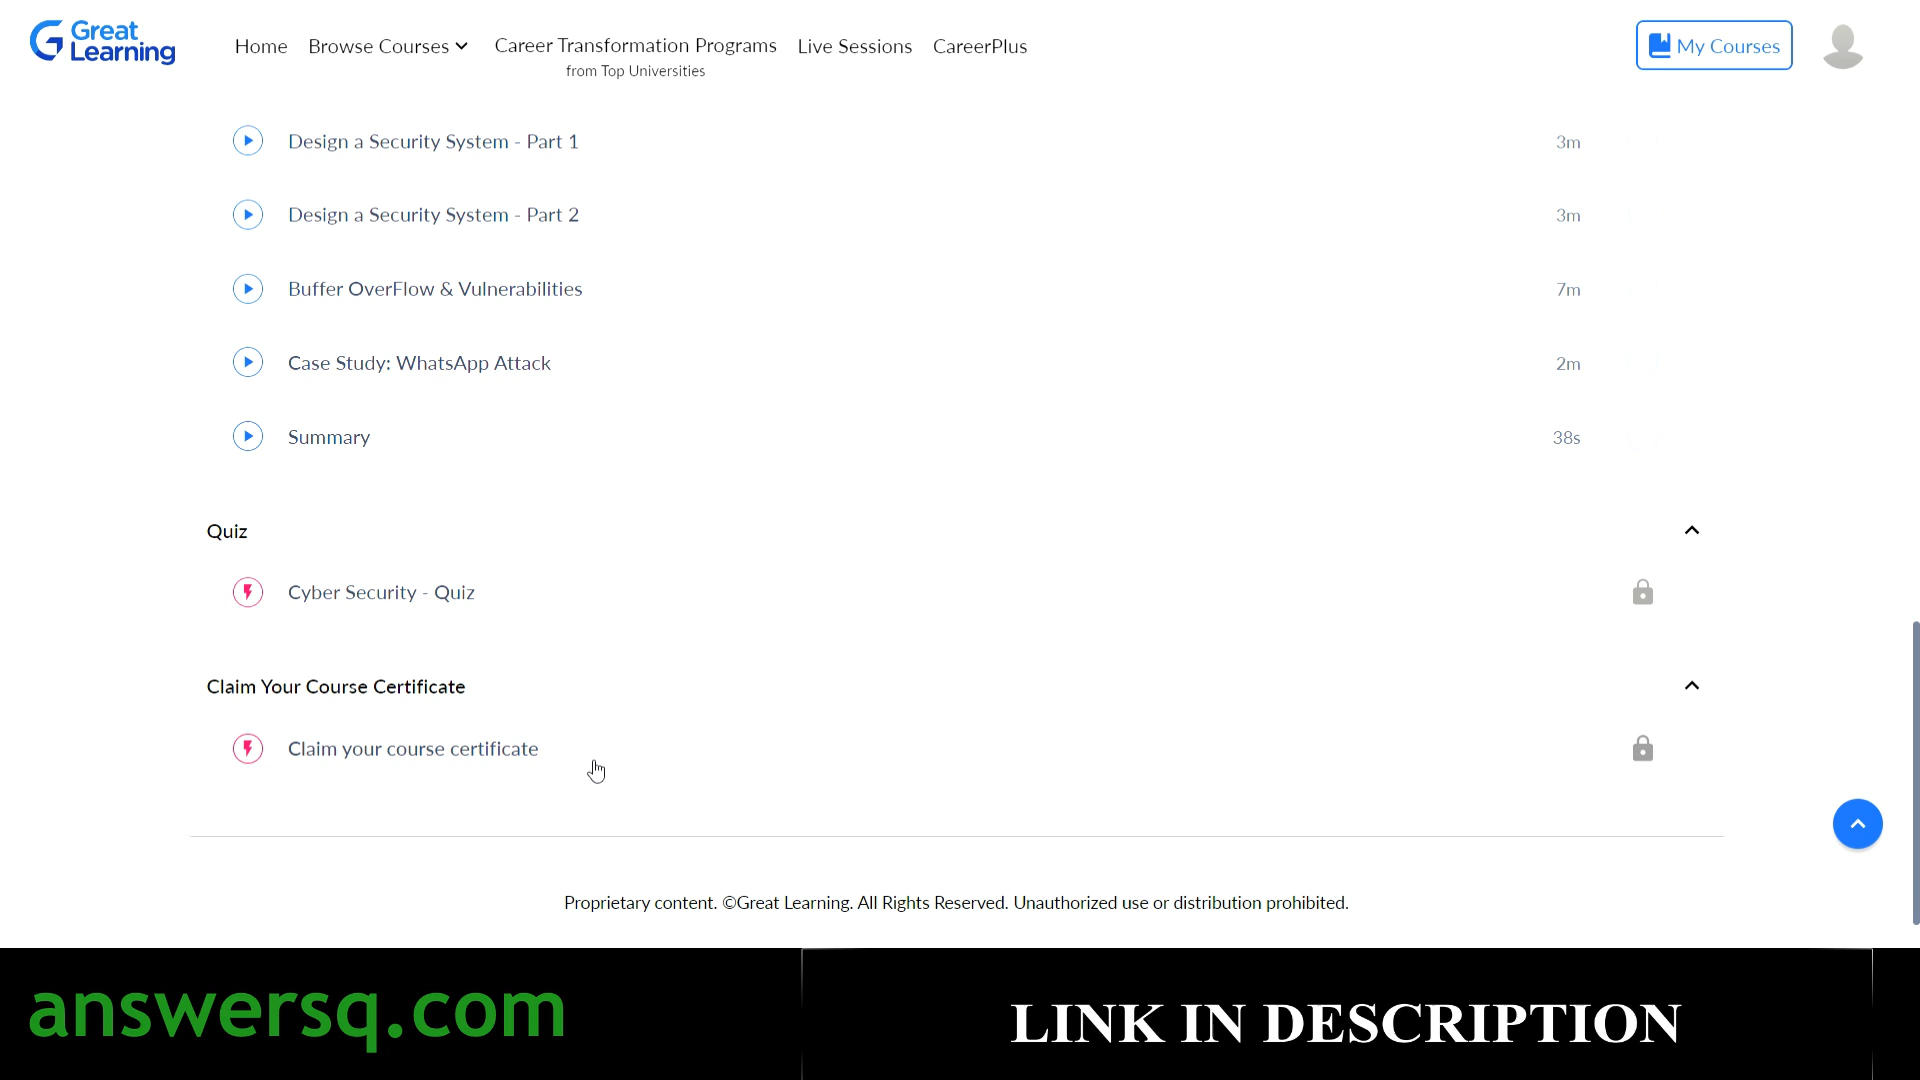 Great
Learning
Home Browse Courses Career Transformation Programs Live Sessions CareerPlus
from Top Universities
My Courses
Design a Security System - Part 1 3m
Design a Security System - Part 2 3m
Buffer OverFlow & Vulnerabilities 7m
Case Study: WhatsApp Attack 2m
Summary 38s
Quiz
Cyber Security - Quiz
Claim Your Course Certificate
Claim your course certificate
Proprietary content. ©Great Learning. All Rights Reserved. Unauthorized use or distribution prohibited.
answersq.com
LINK IN DESCRIPTION